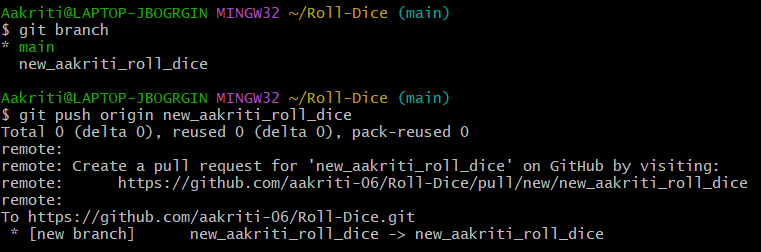 Aakriti@LAPTOP-JBOGRGIN MINGW32 ~/Roll-Dice (main)
$ git branch
* main
  new_aakriti_roll_dice
Aakriti@LAPTOP-JBOGRGIN MINGW32 ~/Roll-Dice (main)
$ git push origin new_aakriti_roll_dice
Total 0 (delta 0), reused 0 (delta 0), pack-reused 0
remote:
remote: Create a pull request for 'new_aakriti_roll_dice' on GitHub by visiting:
remote:      https://github.com/aakriti-06/Roll-Dice/pull/new/new_aakriti_roll_dice
remote:
To https://github.com/aakriti-06/Roll-Dice.git
 * [new branch]      new_aakriti_roll_dice -> new_aakriti_roll_dice